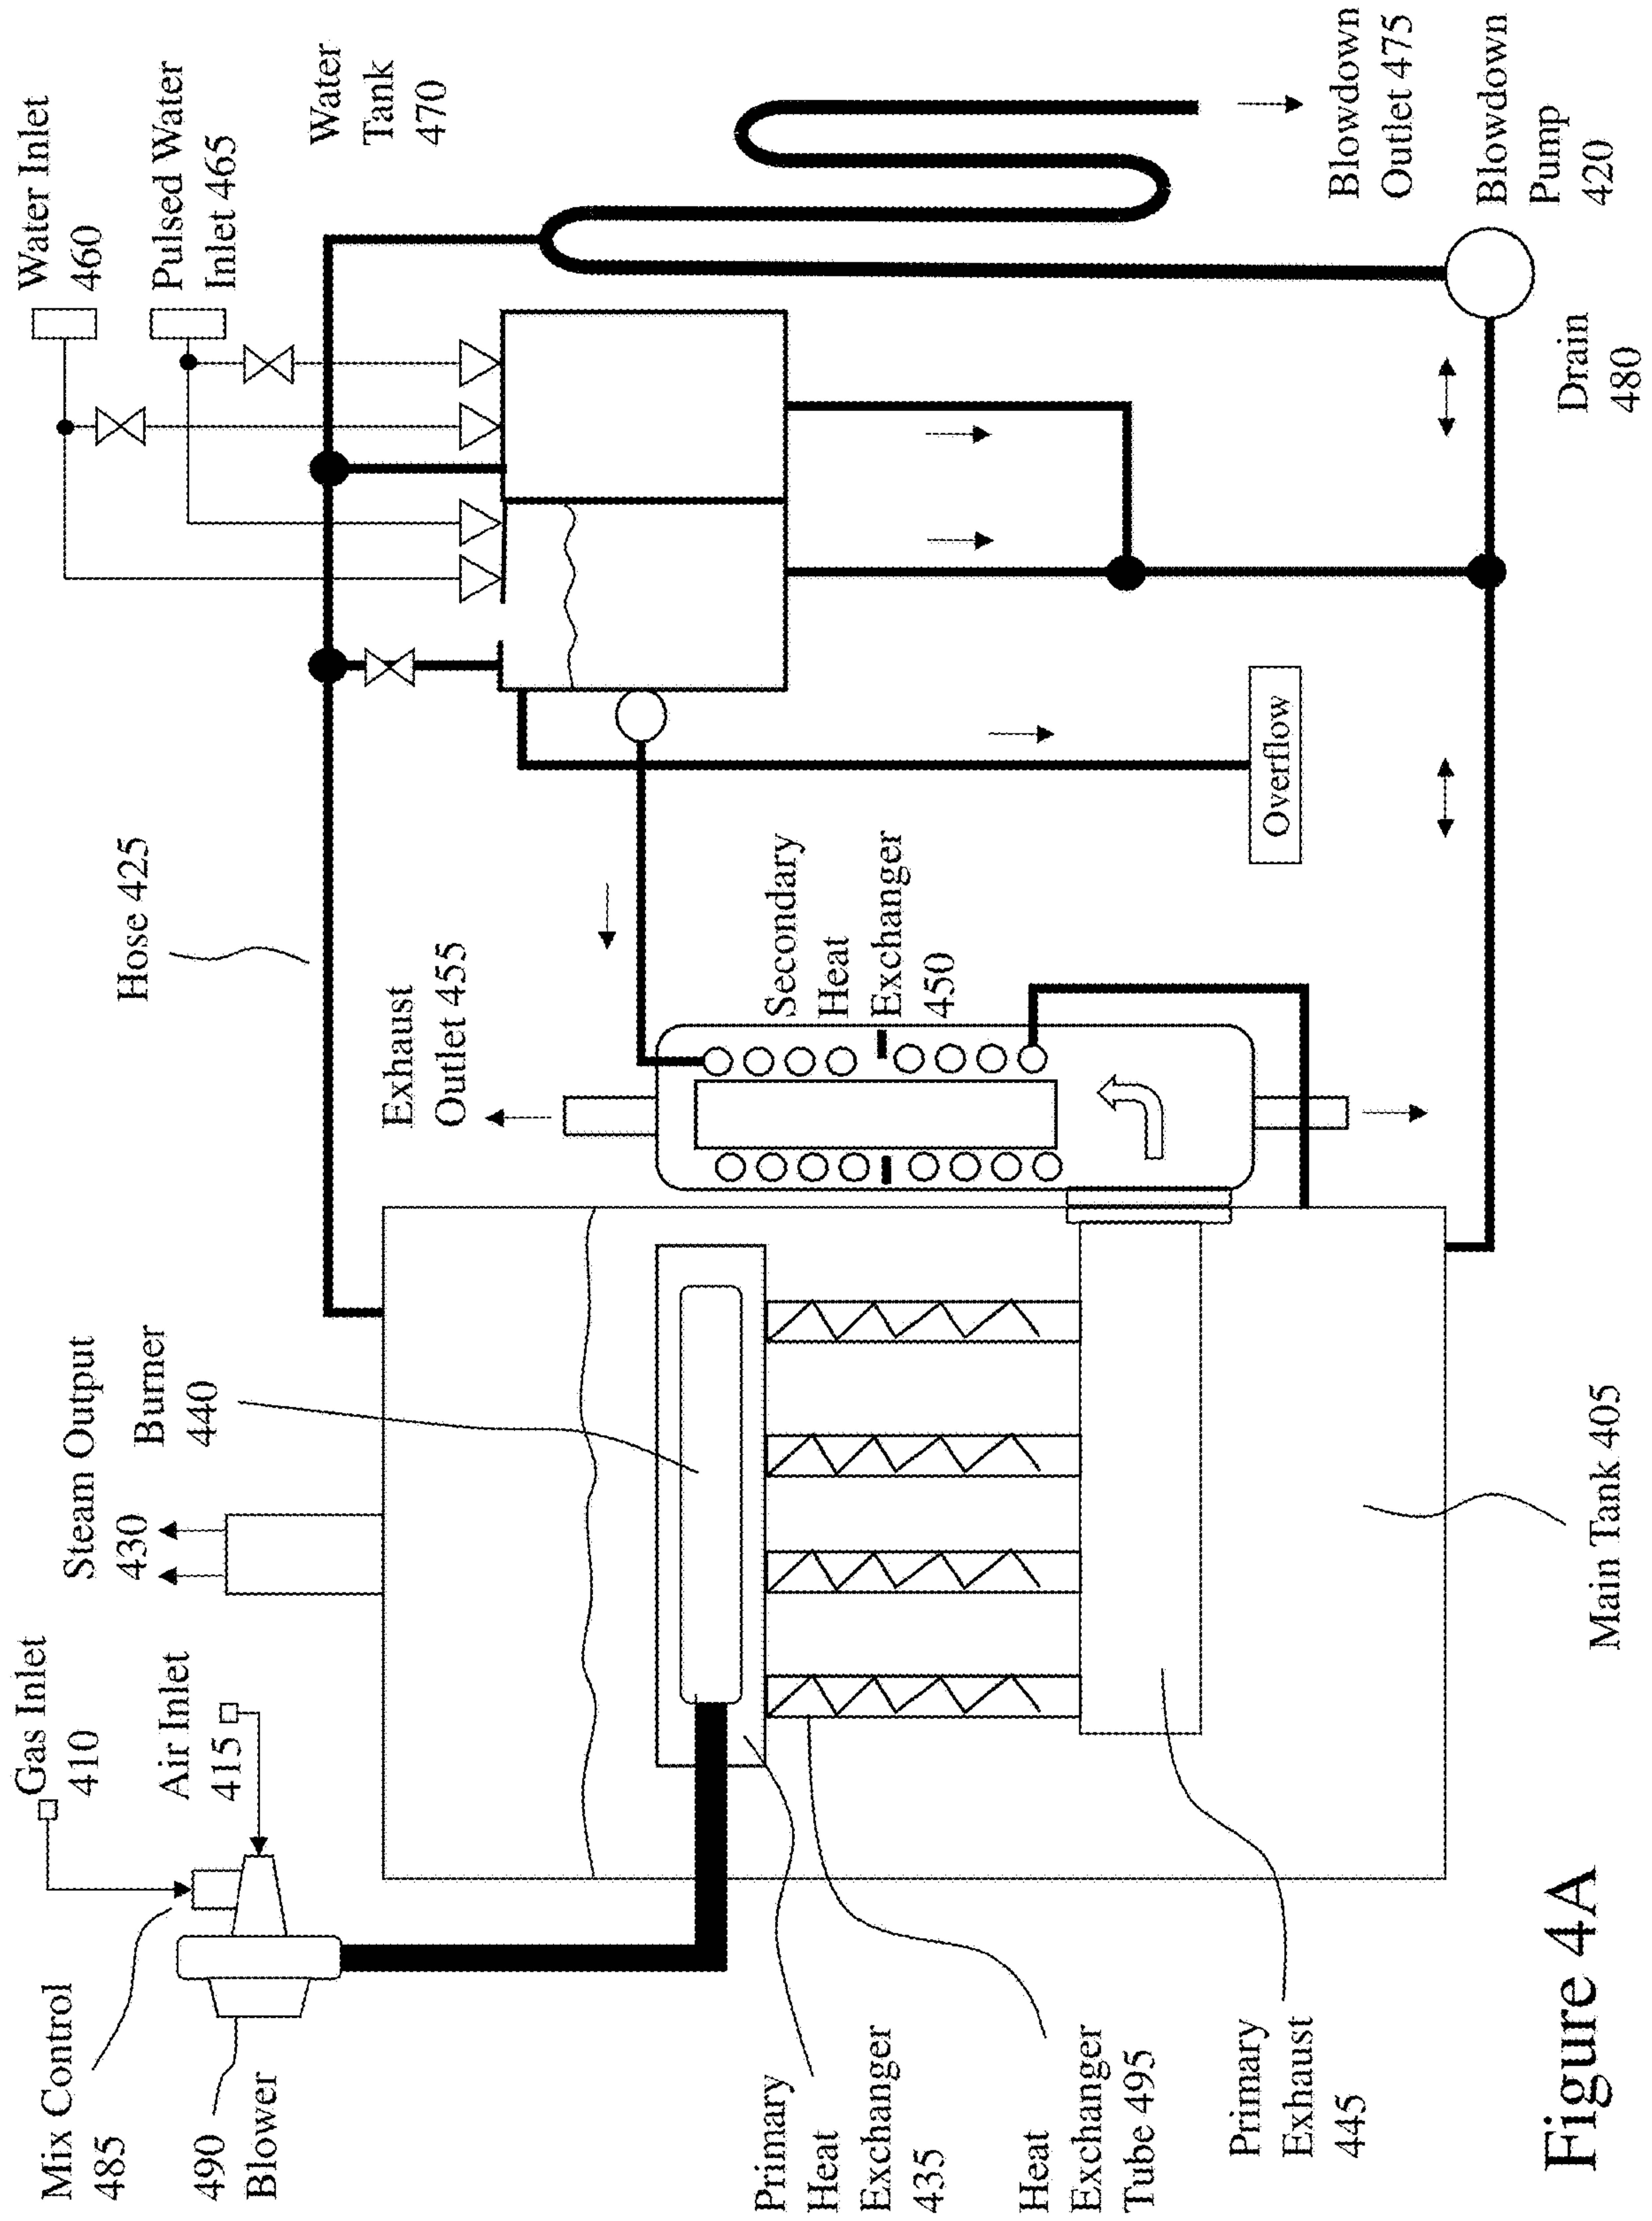 Gas Inlet
410
Mix Control
485
490
Blower
Air Inlet
415
Steam Output
430
Burner
440
Hose 425
Exhaust
Outlet 455
Water Inlet
460
Pulsed Water
Inlet 465
Water
Tank
470
Primary
Heat
Exchanger
435
Heat
Exchanger
Tube 495
Primary
Exhaust
445
Secondary
Heat
Exchanger
450
Overflow
Blowdown
Outlet 475
Blowdown
Pump
420
Drain
480
Main Tank 405
Figure 4A